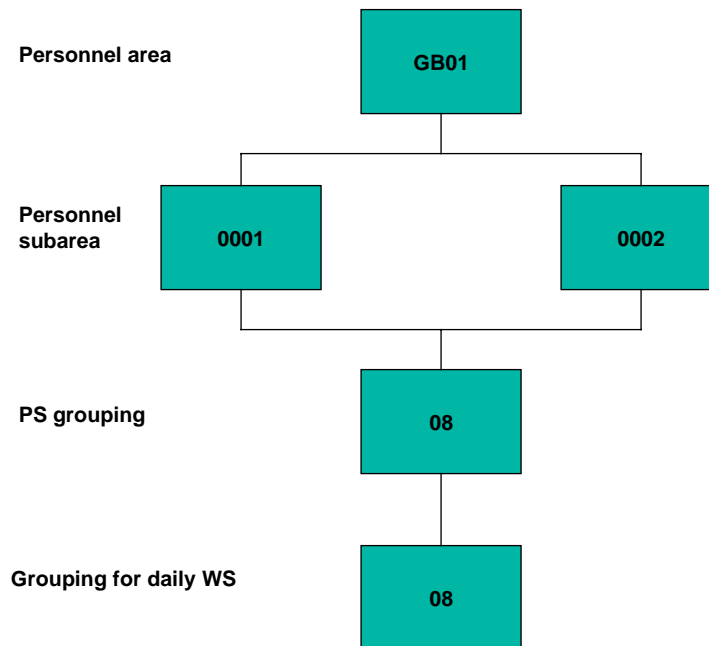 Personnel area
GB01
Personnel
subarea
0001
0002
PS grouping
08
Grouping for daily WS
08